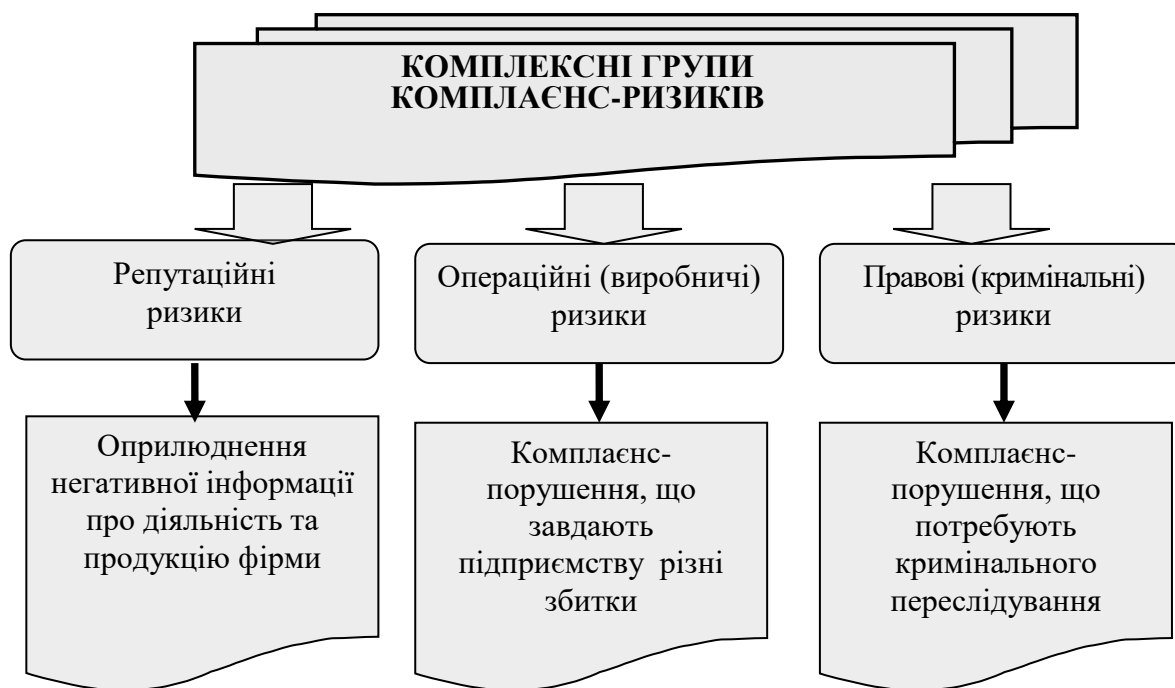 КОМПЛЕКСНІ ГРУПИ
КОМПЛАЄНС-РИЗИКІВ
Репутаційні
ризики
Операційні (виробничі)
ризики
Правові (кримінальні)
ризики
Оприлюднення
негативної інформації
про діяльність та
продукцію фірми
Комплаєнс-
порушення, що
завдають
підприємству різні
збитки
Комплаєнс-
порушення, що
потребують
кримінального
переслідування